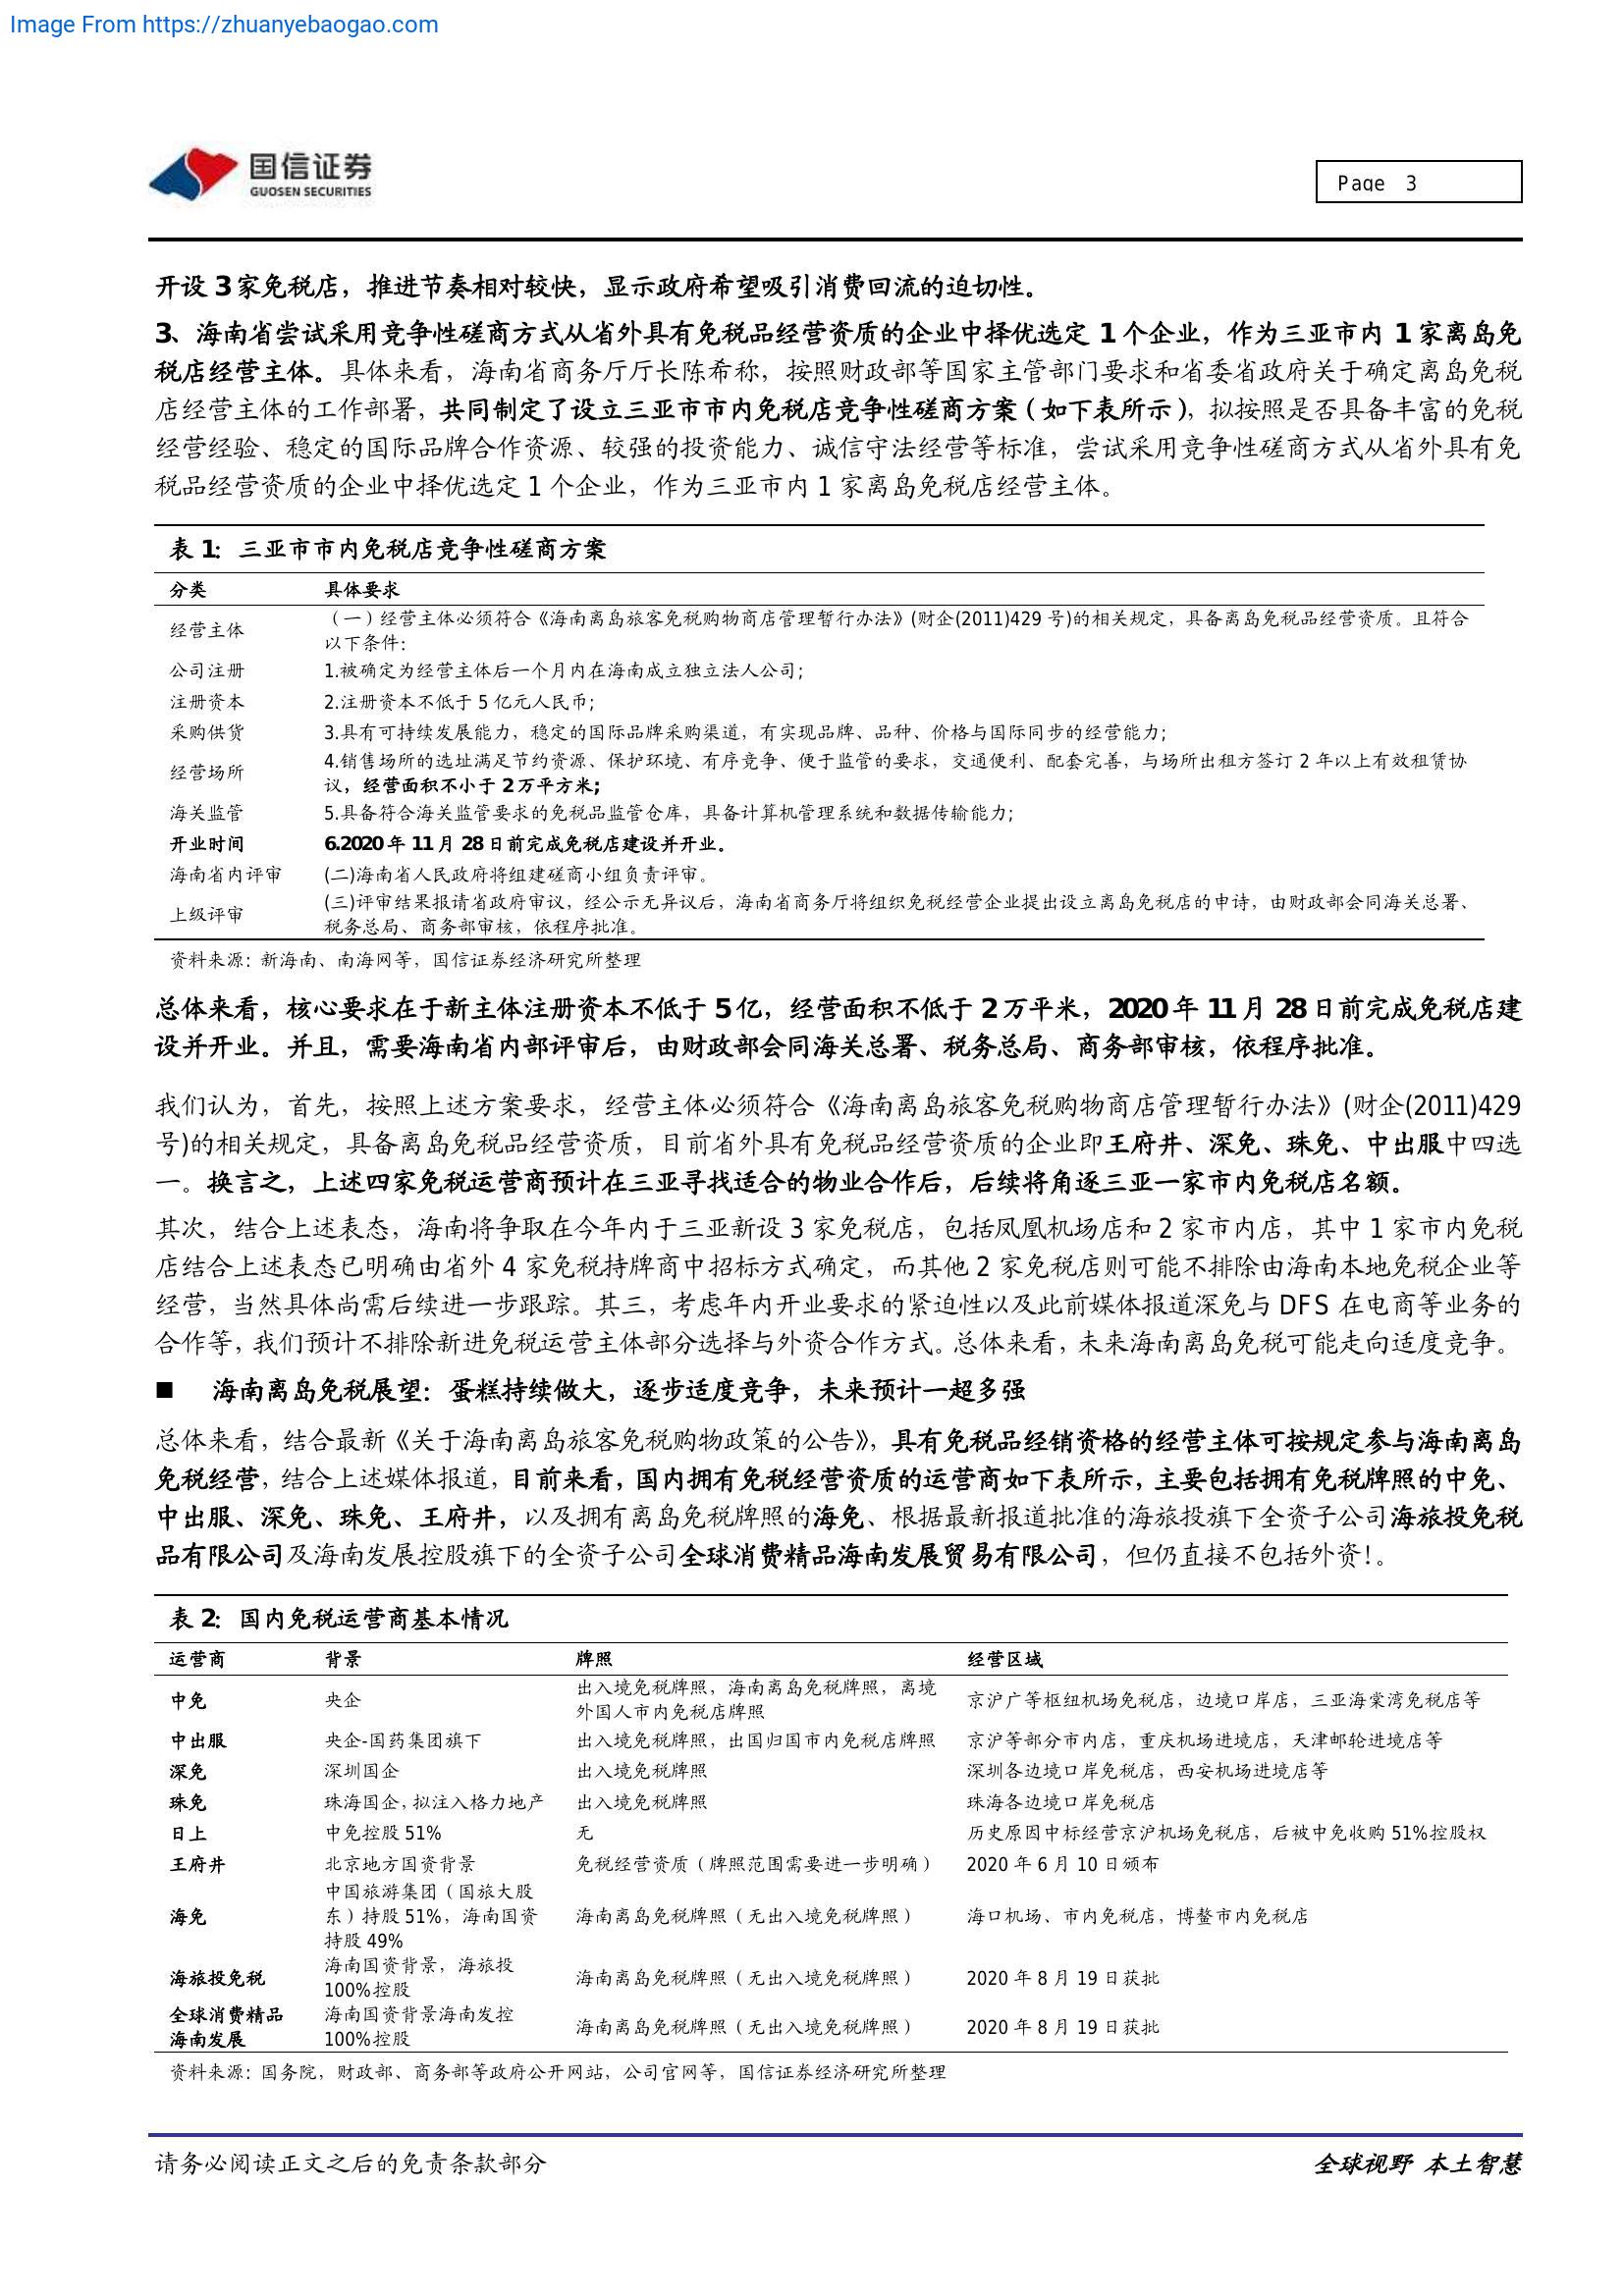 Image From https://zhuanyebaogao.com
国信证券
GUOSEN SECURITIES
Page 3
开设 3 家免税店，推进节奏相对较快，显示政府希望吸引消费回流的迫切性。
3、海南省尝试采用竞争性磋商方式从省外具有免税品经营资质的企业中择优选定 1 个企业，作为三亚市内 1 家离岛免
税店经营主体。具体来看，海南省商务厅厅长陈希称，按照财政部等国家主管部门要求和省委省政府关于确定离岛免税
店经营主体的工作部署，共同制定了设立三亚市市内免税店竞争性磋商方案（如下表所示），拟按照是否具备丰富的免税
经营经验、稳定的国际品牌合作资源、较强的投资能力、诚信守法经营等标准，尝试采用竞争性磋商方式从省外具有免
税品经营资质的企业中择优选定 1 个企业，作为三亚市内 1 家离岛免税店经营主体。
表 1：三亚市市内免税店竞争性磋商方案
分类 具体要求
经营主体 （一）经营主体必须符合《海南离岛旅客免税购物商店管理暂行办法》(财企(2011)429 号)的相关规定，具备离岛免税品经营资质。且符合
以下条件：
公司注册 1.被确定为经营主体后一个月内在海南成立独立法人公司；
注册资本 2.注册资本不低于 5 亿元人民币；
采购供货 3.具有可持续发展能力，稳定的国际品牌采购渠道，有实现品牌、品种、价格与国际同步的经营能力；
经营场所 4.销售场所的选址满足节约资源、保护环境、有序竞争、便于监管的要求，交通便利、配套完善，与场所出租方签订 2 年以上有效租赁协
议，经营面积不小于 2 万平方米；
海关监管 5.具备符合海关监管要求的免税品监管仓库，具备计算机管理系统和数据传输能力；
开业时间 6.2020 年 11 月 28 日前完成免税店建设并开业。
海南省内评审 (二)海南省人民政府将组建磋商小组负责评审。
上级评审 (三)评审结果报请省政府审议，经公示无异议后，海南省商务厅将组织免税经营企业提出设立离岛免税店的申诗，由财政部会同海关总署、
税务总局、商务部审核，依程序批准。
资料来源：新海南、南海网等，国信证券经济研究所整理
总体来看，核心要求在于新主体注册资本不低于 5 亿，经营面积不低于 2 万平米，2020 年 11 月 28 日前完成免税店建
设并开业。并且，需要海南省内部评审后，由财政部会同海关总署、税务总局、商务部审核，依程序批准。
我们认为，首先，按照上述方案要求，经营主体必须符合《海南离岛旅客免税购物商店管理暂行办法》(财企(2011)429
号)的相关规定，具备离岛免税品经营资质，目前省外具有免税品经营资质的企业即王府井、深免、珠免、中出服中四选
一。换言之，上述四家免税运营商预计在三亚寻找适合的物业合作后，后续将角逐三亚一家市内免税店名额。
其次，结合上述表态，海南将争取在今年内于三亚新设 3 家免税店，包括凤凰机场店和 2 家市内店，其中 1 家市内免税
店结合上述表态已明确由省外 4 家免税持牌商中招标方式确定，而其他 2 家免税店则可能不排除由海南本地免税企业等
经营，当然具体尚需后续进一步跟踪。其三，考虑年内开业要求的紧迫性以及此前媒体报道深免与 DFS 在电商等业务的
合作等，我们预计不排除新进免税运营主体部分选择与外资合作方式。总体来看，未来海南离岛免税可能走向适度竞争。
■ 海南离岛免税展望：蛋糕持续做大，逐步适度竞争，未来预计一超多强
总体来看，结合最新《关于海南离岛旅客免税购物政策的公告》，具有免税品经销资格的经营主体可按规定参与海南离岛
免税经营，结合上述媒体报道，目前来看，国内拥有免税经营资质的运营商如下表所示，主要包括拥有免税牌照的中免、
中出服、深免、珠免、王府井，以及拥有离岛免税牌照的海免、根据最新报道批准的海旅投旗下全资子公司海旅投免税
品有限公司及海南发展控股旗下的全资子公司全球消费精品海南发展贸易有限公司，但仍直接不包括外资！。
表 2：国内免税运营商基本情况
运营商 背景 牌照 经营区域
中免 央企 出入境免税牌照，海南离岛免税牌照，离境
外国人市内免税店牌照 京沪广等枢纽机场免税店，边境口岸店，三亚海棠湾免税店等
中出服 央企-国药集团旗下 出入境免税牌照，出国归国市内免税店牌照 京沪等部分市内店，重庆机场进境店，天津邮轮进境店等
深免 深圳国企 出入境免税牌照 深圳各边境口岸免税店，西安机场进境店等
珠免 珠海国企，拟注入格力地产 出入境免税牌照 珠海各边境口岸免税店
日上 中免控股 51% 无 历史原因中标经营京沪机场免税店，后被中免收购 51%控股权
王府井 北京地方国资背景 免税经营资质（牌照范围需要进一步明确） 2020 年 6 月 10 日颁布
海免 中国旅游集团（国旅大股
东）持股 51%，海南国资
持股 49% 海南离岛免税牌照（无出入境免税牌照） 海口机场、市内免税店，博鳌市内免税店
海旅投免税 海南国资背景，海旅投
100%控股 海南离岛免税牌照（无出入境免税牌照） 2020 年 8 月 19 日获批
全球消费精品
海南发展 海南国资背景海南发控
100%控股 海南离岛免税牌照（无出入境免税牌照） 2020 年 8 月 19 日获批
资料来源：国务院，财政部、商务部等政府公开网站，公司官网等，国信证券经济研究所整理
请务必阅读正文之后的免责条款部分
全球视野 本土智慧